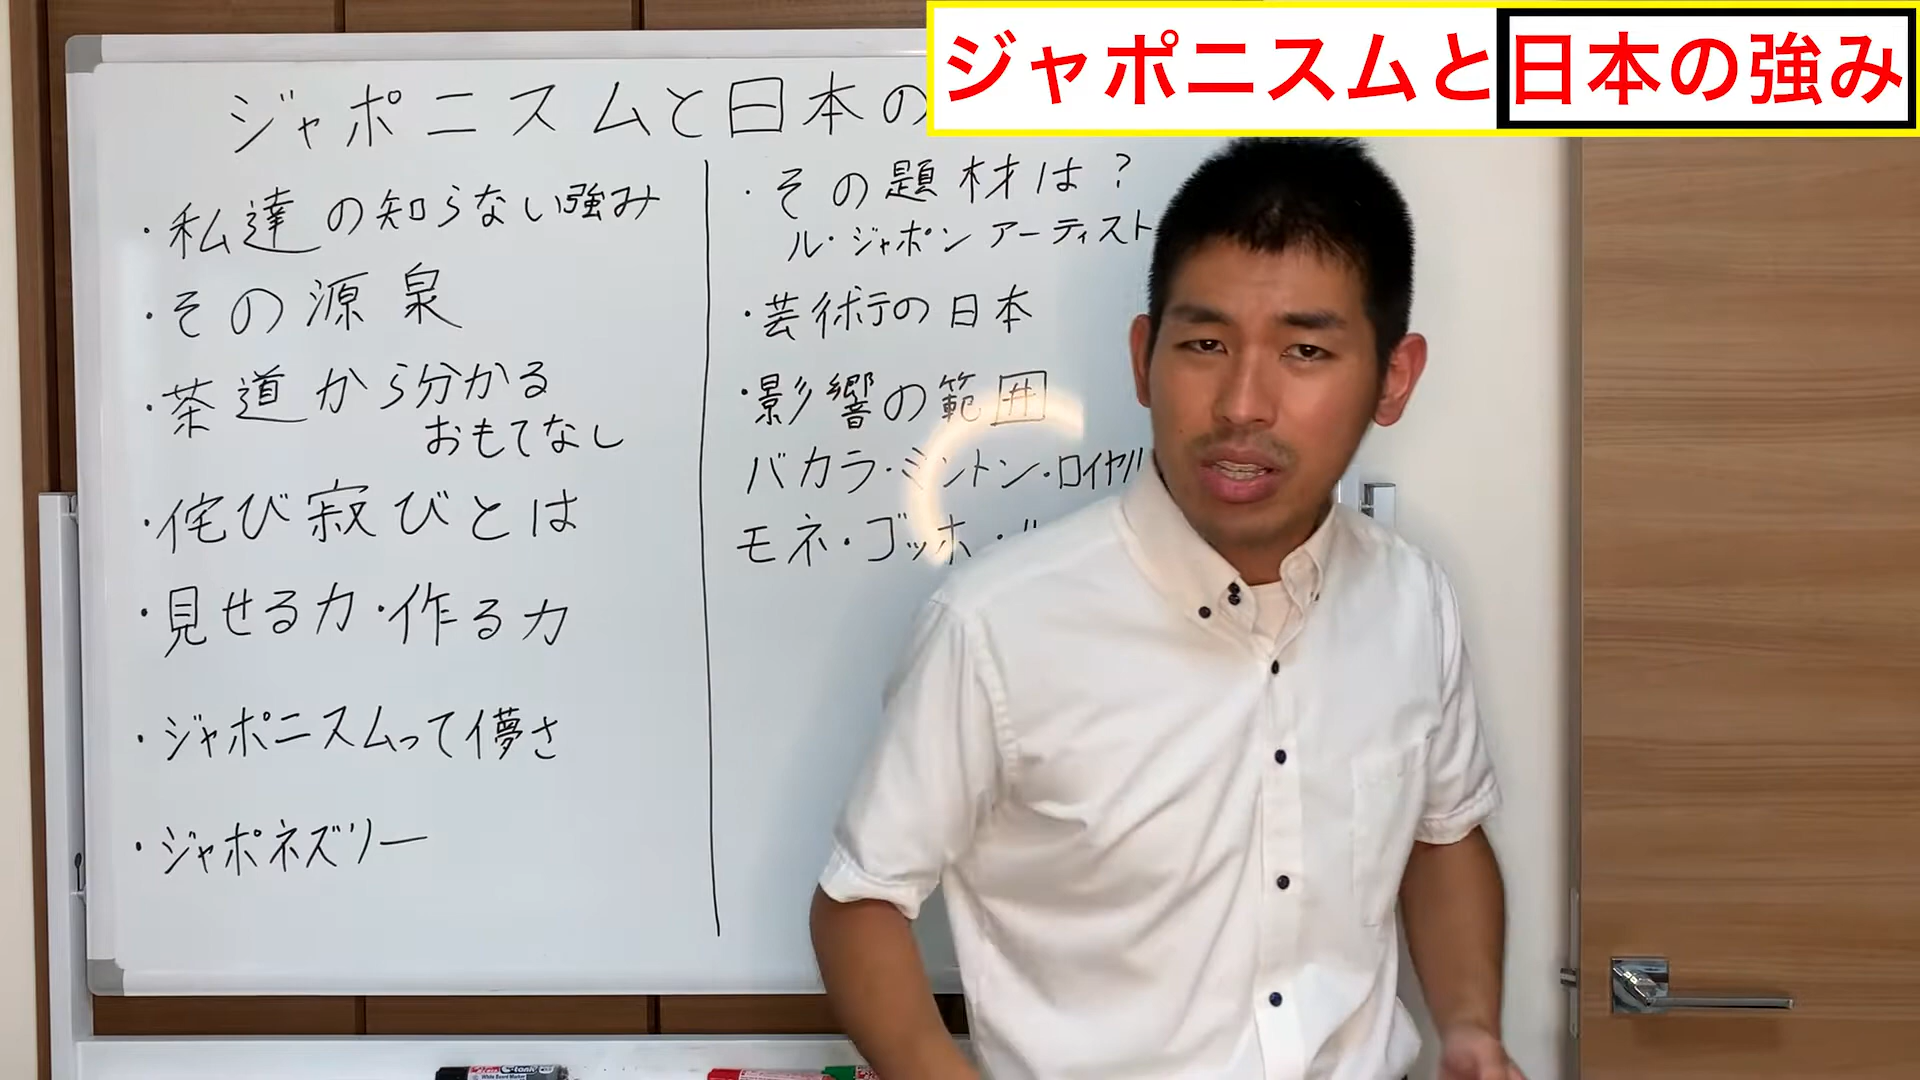 ジャポニスムと日本の強み
ジャポニスムと日本の
・私達の知らない強み
・その源泉
・茶道から分かる
おもてなし
・侘び寂びとは
・見せる力・作る力
・ジャポニスムって儚さ
・ジャポネズリー
・その題材は?
ル・ジャポンアーティスト
・芸術の日本
・影響の範囲
バカラ・ミントン・ロイヤル
モネ・ゴッホ・